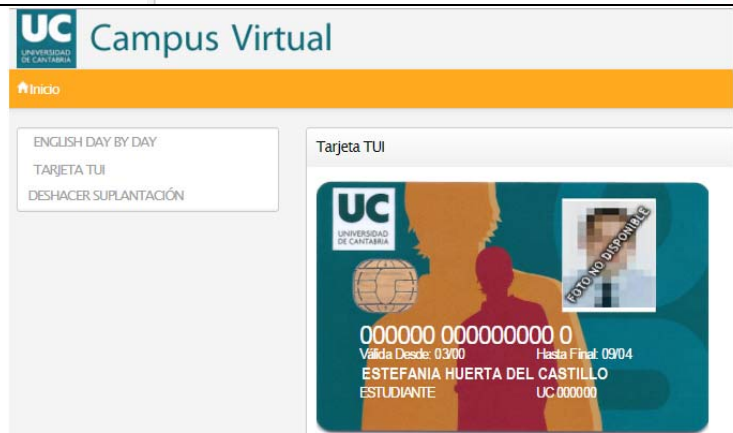 UC
UNIVERSIDAD
DE CANTABRIA
Campus Virtual
Inicio
ENGLISH DAY BY DAY
TARJETA TUI
DESHACER SUPLANTACIÓN
Tarjeta TUI
UC
UNIVERSIDAD
DE CANTABRIA
FOTO NO DISPONIBLE
000000 000000000 0
Válida Desde: 03/00 Hasta Final: 09/04
ESTEFANIA HUERTA DEL CASTILLO
ESTUDIANTE UC 000000